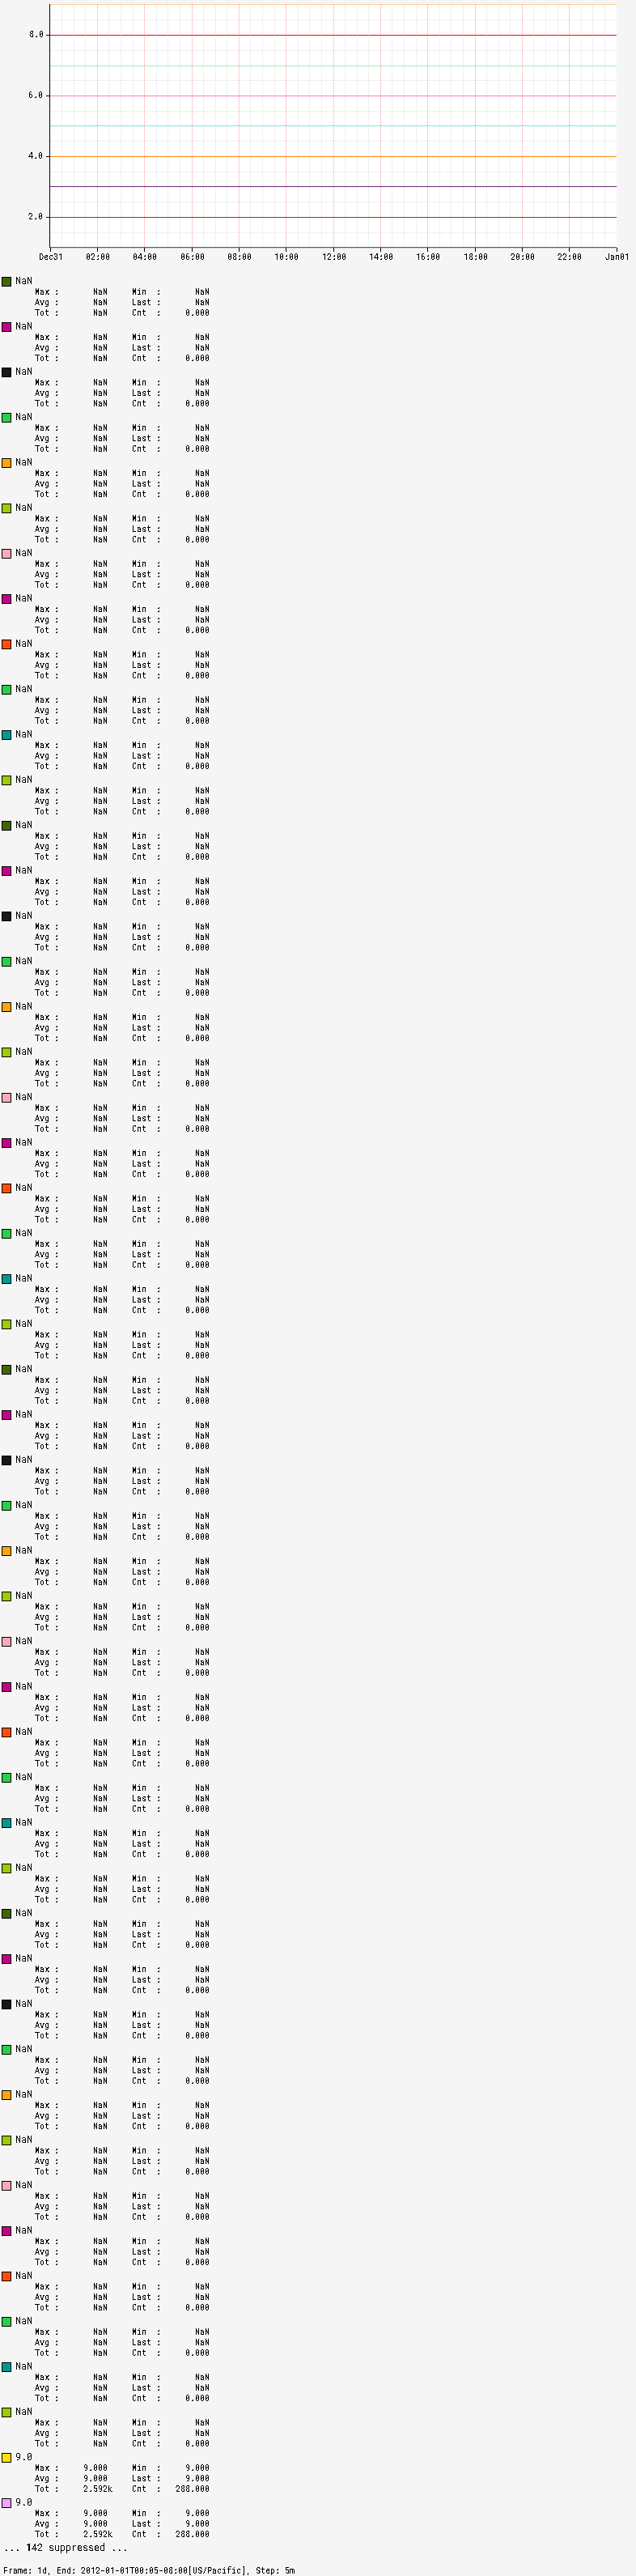 8.0
6.0
4.0
2.0
Dec31 02:00 04:00 06:00 08:00 10:00 12:00 14:00 16:00 18:00 20:00 22:00 Jan01
NaN
Max : NaN Min : NaN
Avg : NaN Last : NaN
Tot : NaN Cnt : 0.000
NaN
Max : NaN Min : NaN
Avg : NaN Last : NaN
Tot : NaN Cnt : 0.000
NaN
Max : NaN Min : NaN
Avg : NaN Last : NaN
Tot : NaN Cnt : 0.000
NaN
Max : NaN Min : NaN
Avg : NaN Last : NaN
Tot : NaN Cnt : 0.000
NaN
Max : NaN Min : NaN
Avg : NaN Last : NaN
Tot : NaN Cnt : 0.000
NaN
Max : NaN Min : NaN
Avg : NaN Last : NaN
Tot : NaN Cnt : 0.000
NaN
Max : NaN Min : NaN
Avg : NaN Last : NaN
Tot : NaN Cnt : 0.000
NaN
Max : NaN Min : NaN
Avg : NaN Last : NaN
Tot : NaN Cnt : 0.000
NaN
Max : NaN Min : NaN
Avg : NaN Last : NaN
Tot : NaN Cnt : 0.000
NaN
Max : NaN Min : NaN
Avg : NaN Last : NaN
Tot : NaN Cnt : 0.000
NaN
Max : NaN Min : NaN
Avg : NaN Last : NaN
Tot : NaN Cnt : 0.000
NaN
Max : NaN Min : NaN
Avg : NaN Last : NaN
Tot : NaN Cnt : 0.000
NaN
Max : NaN Min : NaN
Avg : NaN Last : NaN
Tot : NaN Cnt : 0.000
NaN
Max : NaN Min : NaN
Avg : NaN Last : NaN
Tot : NaN Cnt : 0.000
NaN
Max : NaN Min : NaN
Avg : NaN Last : NaN
Tot : NaN Cnt : 0.000
NaN
Max : NaN Min : NaN
Avg : NaN Last : NaN
Tot : NaN Cnt : 0.000
NaN
Max : NaN Min : NaN
Avg : NaN Last : NaN
Tot : NaN Cnt : 0.000
NaN
Max : NaN Min : NaN
Avg : NaN Last : NaN
Tot : NaN Cnt : 0.000
NaN
Max : NaN Min : NaN
Avg : NaN Last : NaN
Tot : NaN Cnt : 0.000
NaN
Max : NaN Min : NaN
Avg : NaN Last : NaN
Tot : NaN Cnt : 0.000
NaN
Max : NaN Min : NaN
Avg : NaN Last : NaN
Tot : NaN Cnt : 0.000
NaN
Max : NaN Min : NaN
Avg : NaN Last : NaN
Tot : NaN Cnt : 0.000
NaN
Max : NaN Min : NaN
Avg : NaN Last : NaN
Tot : NaN Cnt : 0.000
NaN
Max : NaN Min : NaN
Avg : NaN Last : NaN
Tot : NaN Cnt : 0.000
NaN
Max : NaN Min : NaN
Avg : NaN Last : NaN
Tot : NaN Cnt : 0.000
NaN
Max : NaN Min : NaN
Avg : NaN Last : NaN
Tot : NaN Cnt : 0.000
NaN
Max : NaN Min : NaN
Avg : NaN Last : NaN
Tot : NaN Cnt : 0.000
NaN
Max : NaN Min : NaN
Avg : NaN Last : NaN
Tot : NaN Cnt : 0.000
NaN
Max : NaN Min : NaN
Avg : NaN Last : NaN
Tot : NaN Cnt : 0.000
NaN
Max : NaN Min : NaN
Avg : NaN Last : NaN
Tot : NaN Cnt : 0.000
NaN
Max : NaN Min : NaN
Avg : NaN Last : NaN
Tot : NaN Cnt : 0.000
NaN
Max : NaN Min : NaN
Avg : NaN Last : NaN
Tot : NaN Cnt : 0.000
NaN
Max : NaN Min : NaN
Avg : NaN Last : NaN
Tot : NaN Cnt : 0.000
NaN
Max : NaN Min : NaN
Avg : NaN Last : NaN
Tot : NaN Cnt : 0.000
NaN
Max : NaN Min : NaN
Avg : NaN Last : NaN
Tot : NaN Cnt : 0.000
NaN
Max : NaN Min : NaN
Avg : NaN Last : NaN
Tot : NaN Cnt : 0.000
NaN
Max : NaN Min : NaN
Avg : NaN Last : NaN
Tot : NaN Cnt : 0.000
NaN
Max : NaN Min : NaN
Avg : NaN Last : NaN
Tot : NaN Cnt : 0.000
NaN
Max : NaN Min : NaN
Avg : NaN Last : NaN
Tot : NaN Cnt : 0.000
NaN
Max : NaN Min : NaN
Avg : NaN Last : NaN
Tot : NaN Cnt : 0.000
NaN
Max : NaN Min : NaN
Avg : NaN Last : NaN
Tot : NaN Cnt : 0.000
NaN
Max : NaN Min : NaN
Avg : NaN Last : NaN
Tot : NaN Cnt : 0.000
NaN
Max : NaN Min : NaN
Avg : NaN Last : NaN
Tot : NaN Cnt : 0.000
NaN
Max : NaN Min : NaN
Avg : NaN Last : NaN
Tot : NaN Cnt : 0.000
NaN
Max : NaN Min : NaN
Avg : NaN Last : NaN
Tot : NaN Cnt : 0.000
NaN
Max : NaN Min : NaN
Avg : NaN Last : NaN
Tot : NaN Cnt : 0.000
NaN
Max : NaN Min : NaN
Avg : NaN Last : NaN
Tot : NaN Cnt : 0.000
NaN
Max : NaN Min : NaN
Avg : NaN Last : NaN
Tot : NaN Cnt : 0.000
9.0
Max : 9.000 Min : 9.000
Avg : 9.000 Last : 9.000
Tot : 2.592k Cnt : 288.000
9.0
Max : 9.000 Min : 9.000
Avg : 9.000 Last : 9.000
Tot : 2.592k Cnt : 288.000
... 142 suppressed ...
Frame: 1d, End: 2012-01-01T00:05-08:00[US/Pacific], Step: 5m